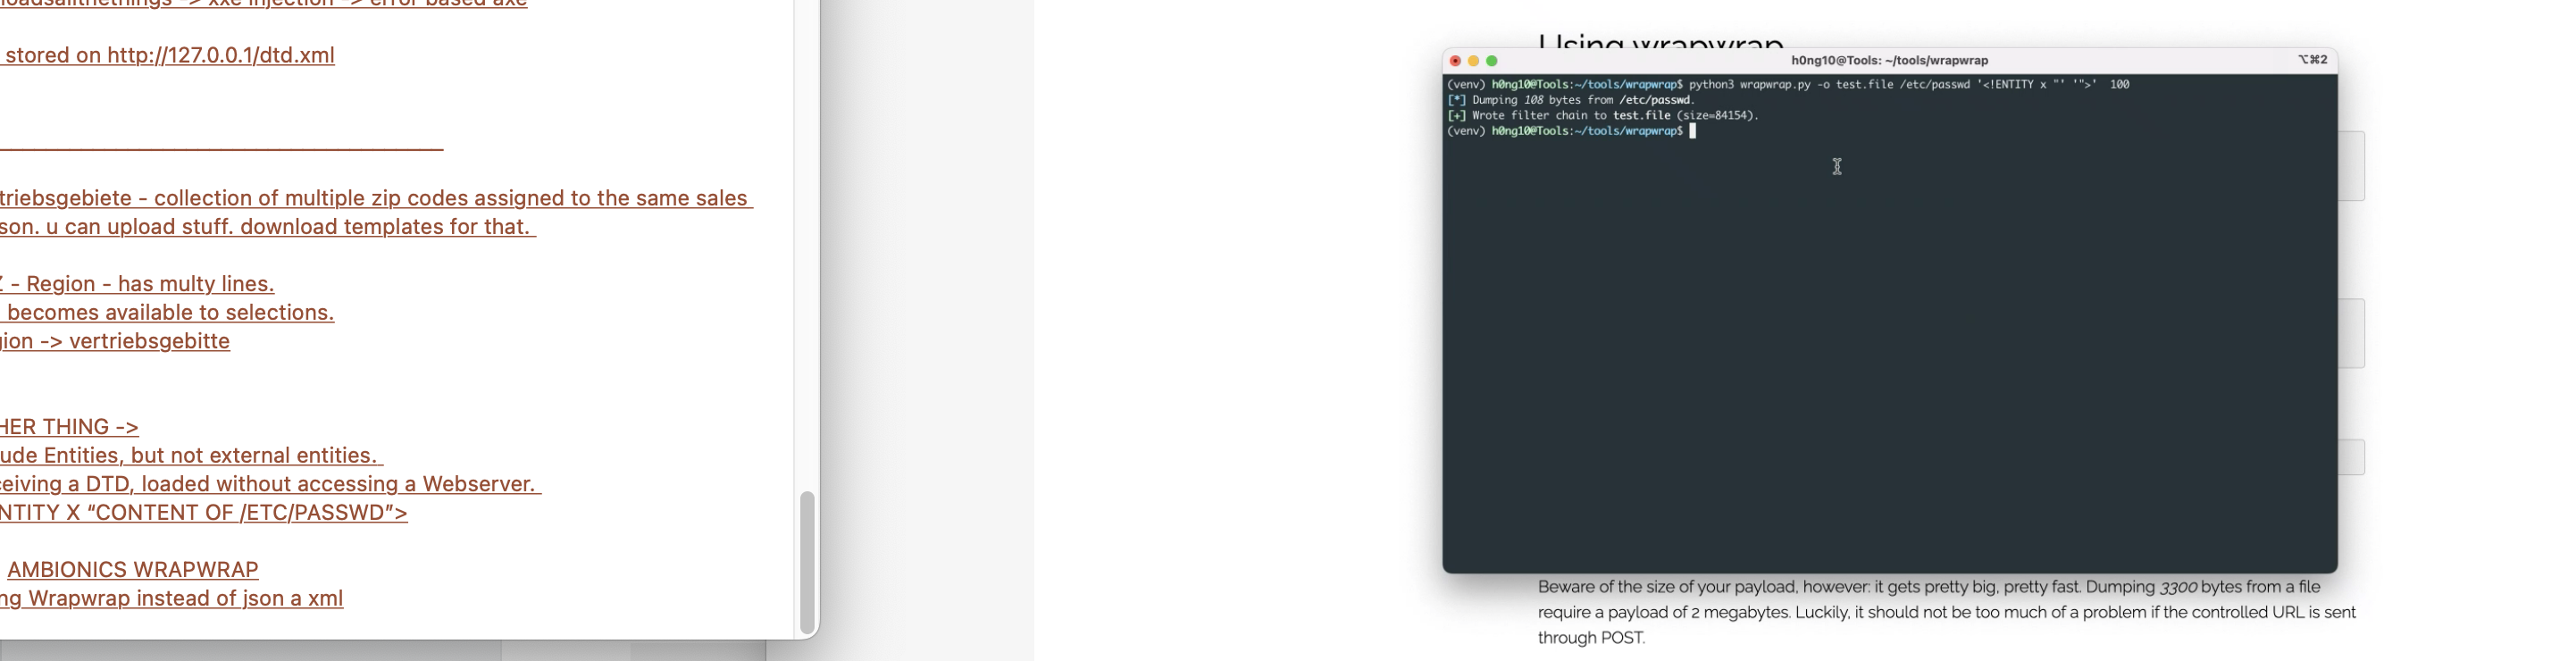 loadsallthethings -> xxe injection -> error based axe
stored on http://127.0.0.1/dtd.xml
triebsgebiete - collection of multiple zip codes assigned to the same sales
son. u can upload stuff. download templates for that.
- Region - has multy lines.
becomes available to selections.
gion -> vertriebsgebitte
HER THING ->
ude Entities, but not external entities.
ceiving a DTD, loaded without accessing a Webserver.
NTITY X “CONTENT OF /ETC/PASSWD”>
AMBIONICS WRAPWRAP
ng Wrapwrap instead of json a xml
Using wrapwrap
h0ng10@Tools: ~/tools/wrapwrap
⌥⌘2
(venv) h0ng10@Tools:~/tools/wrapwrap$ python3 wrapwrap.py -o test.file /etc/passwd '<!ENTITY x "' '">'  100
[*] Dumping 108 bytes from /etc/passwd.
[+] Wrote filter chain to test.file (size=84154).
(venv) h0ng10@Tools:~/tools/wrapwrap$
Beware of the size of your payload, however: it gets pretty big, pretty fast. Dumping 3300 bytes from a file
require a payload of 2 megabytes. Luckily, it should not be too much of a problem if the controlled URL is sent
through POST.